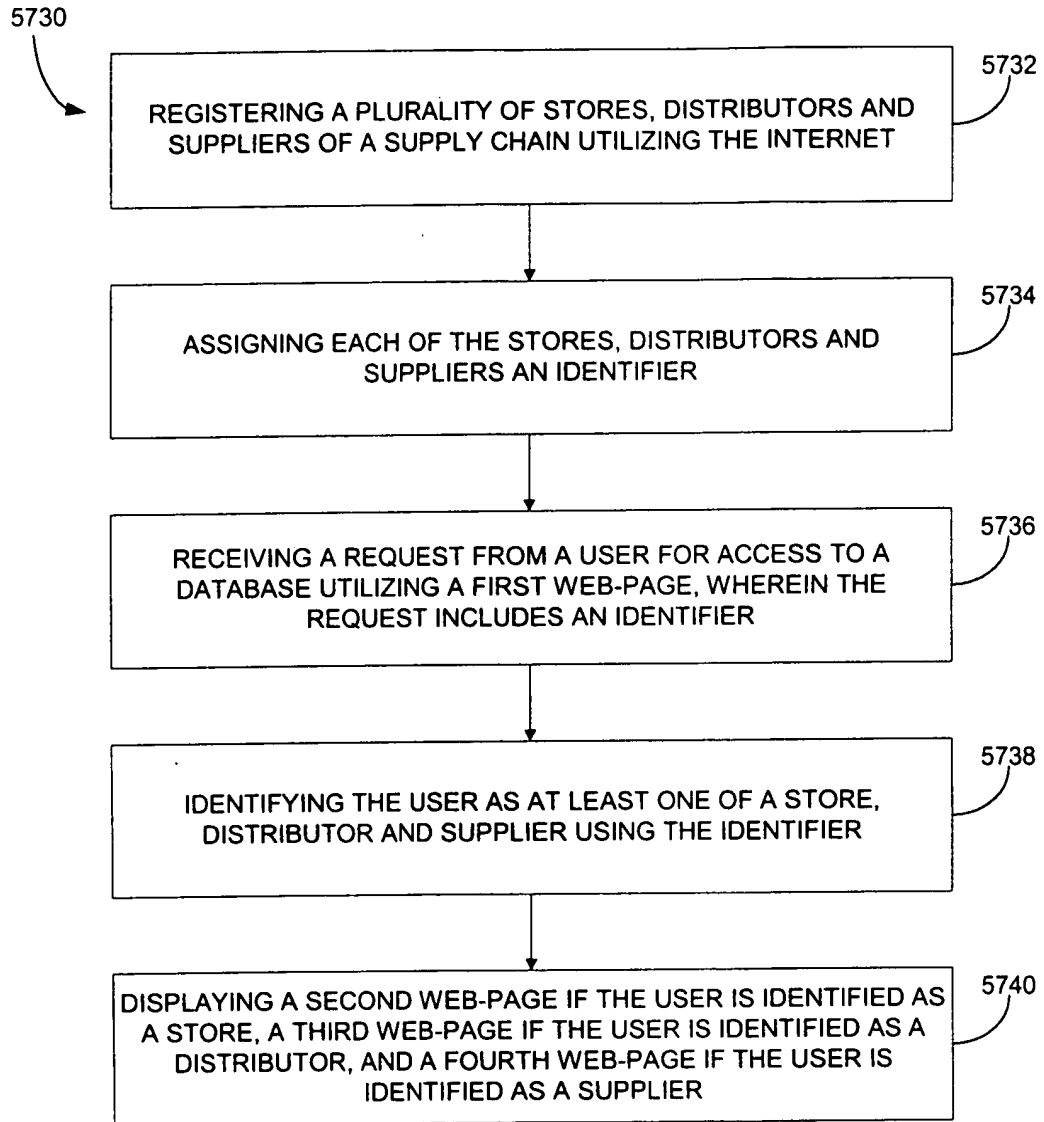 5730
5732
REGISTERING A PLURALITY OF STORES, DISTRIBUTORS AND
SUPPLIERS OF A SUPPLY CHAIN UTILIZING THE INTERNET
5734
ASSIGNING EACH OF THE STORES, DISTRIBUTORS AND
SUPPLIERS AN IDENTIFIER
5736
RECEIVING A REQUEST FROM A USER FOR ACCESS TO A
DATABASE UTILIZING A FIRST WEB-PAGE, WHEREIN THE
REQUEST INCLUDES AN IDENTIFIER
5738
IDENTIFYING THE USER AS AT LEAST ONE OF A STORE,
DISTRIBUTOR AND SUPPLIER USING THE IDENTIFIER
5740
DISPLAYING A SECOND WEB-PAGE IF THE USER IS IDENTIFIED AS
A STORE, A THIRD WEB-PAGE IF THE USER IS IDENTIFIED AS A
DISTRIBUTOR, AND A FOURTH WEB-PAGE IF THE USER IS
IDENTIFIED AS A SUPPLIER